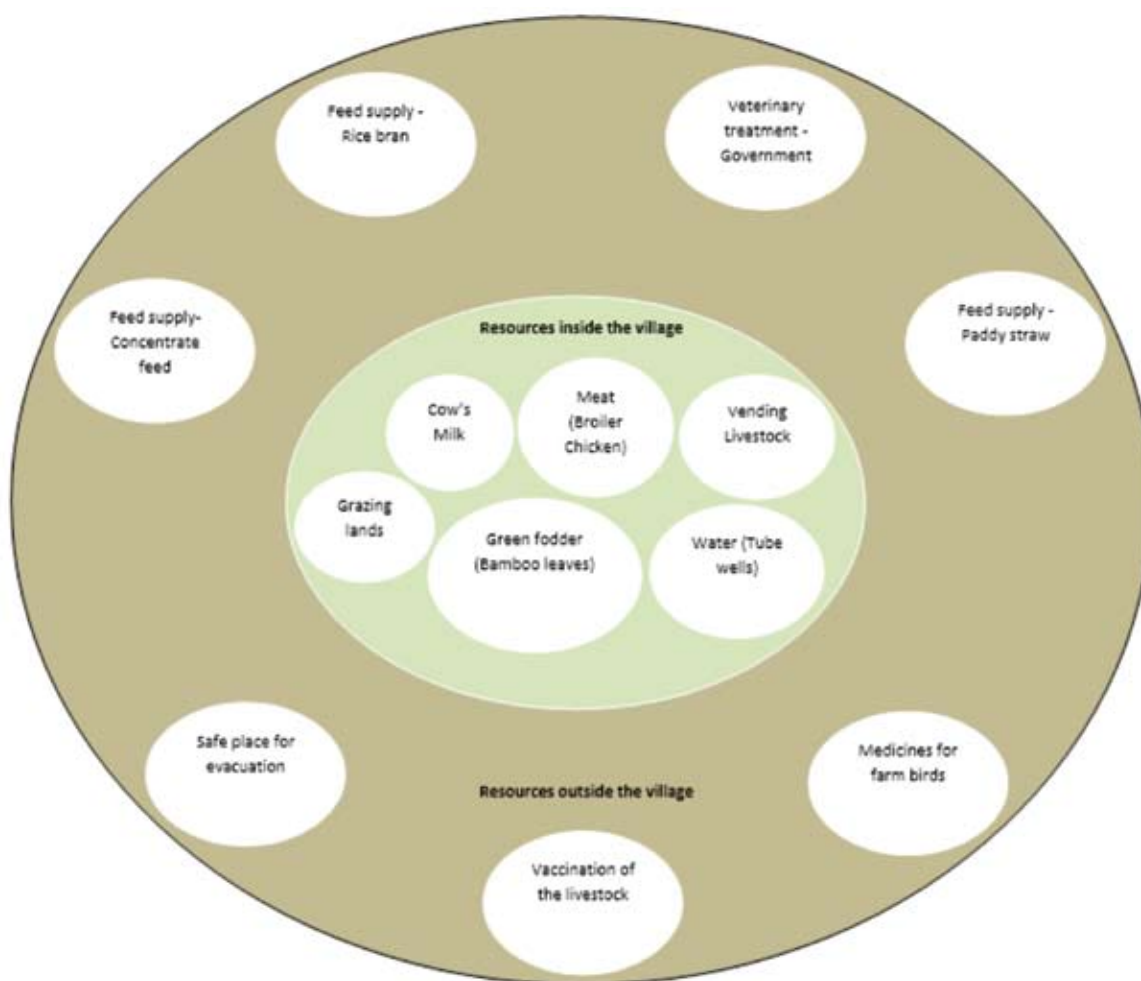 Feed supply -
Rice bran
Veterinary
treatment -
Government
Feed supply-
Concentrate
feed
Feed supply -
Paddy straw
Resources inside the village
Cow's
Milk
Meat
(Broiler
Chicken)
Vending
Livestock
Grazing
lands
Green fodder
(Bamboo leaves)
Water (Tube
wells)
Safe place for
evacuation
Medicines for
farm birds
Resources outside the village
Vaccination of
the livestock